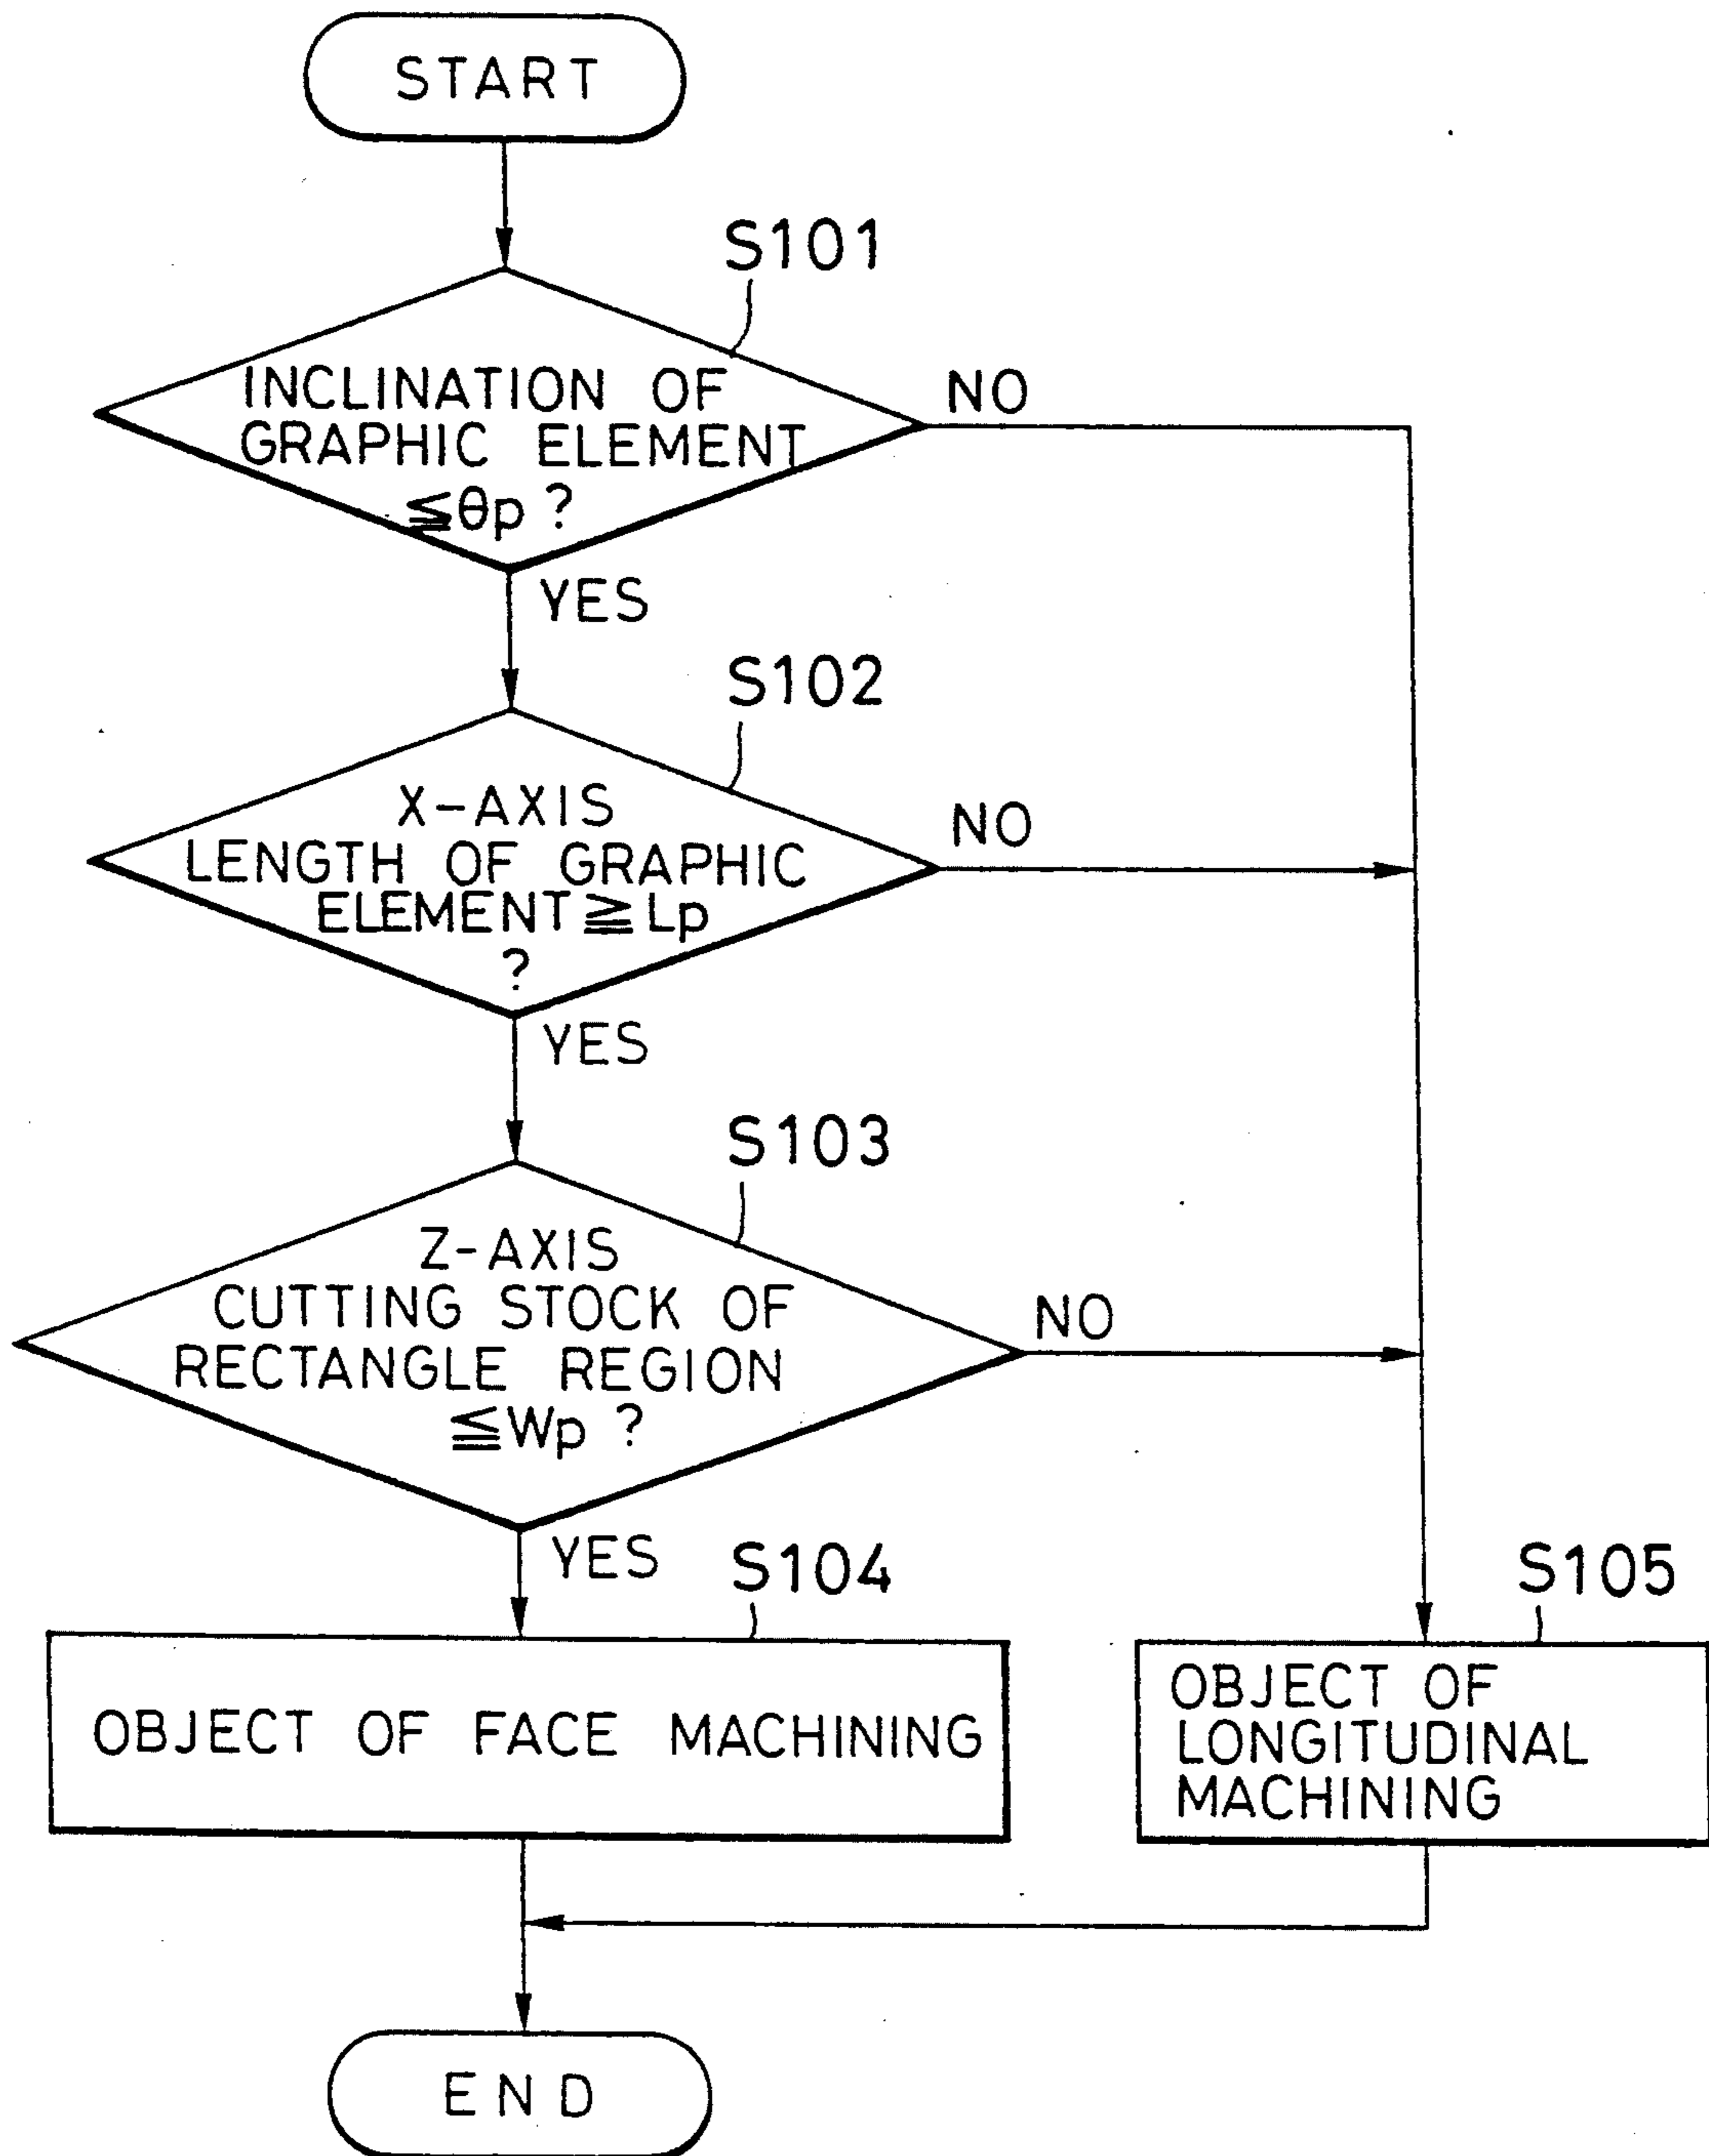 START
S101
INCLINATION OF
GRAPHIC ELEMENT
≦θp ?
NO
YES
S102
X-AXIS
LENGTH OF GRAPHIC
ELEMENT≧Lp
?
NO
YES
S103
Z-AXIS
CUTTING STOCK OF
RECTANGLE REGION
≦Wp ?
NO
YES
S104
OBJECT OF FACE MACHINING
S105
OBJECT OF
LONGITUDINAL
MACHINING
END